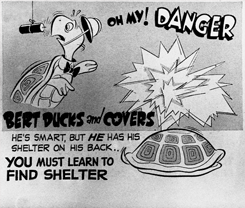 OH MY! DANGER
BERT DUCKS and COVERS
HE'S SMART, BUT HE HAS HIS
SHELTER ON HIS BACK..
YOU MUST LEARN TO
FIND SHELTER